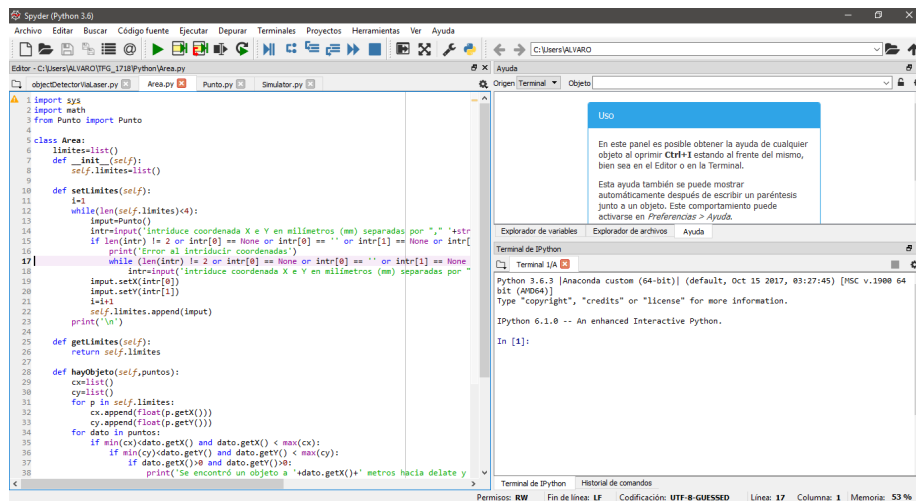 Spyder (Python 3.6)
Archivo Editar Buscar Código fuente Ejecutar Depurar Terminales Proyectos Herramientas Ver Ayuda
C:\Users\ALVARO
Editor - C:\Users\ALVARO\TFG_1718\Python\Area.py
objectDetectorViaLaser.py Area.py Punto.py Simulator.py
1 import sys
2 import math
3 from Punto import Punto
4
5 class Area:
6 limites=list()
7 def __init__(self):
8 self.limites=list()
9
10 def setLimites(self):
11 i=1
12 while(len(self.limites)<4):
13 imput=Punto()
14 intr=input('intriduce coordenada X e Y en milímetros (mm) separadas por "," '+str
15 if len(intr) != 2 or intr[0] == None or intr[0] == '' or intr[1] == None or intr[
16 print('Error al introducir coordenadas')
17 while (len(intr) != 2 or intr[0] == None or intr[0] == '' or intr[1] == None
18 intr=input('intriduce coordenada X e Y en milímetros (mm) separadas por "
19 imput.setX(intr[0])
20 imput.setY(intr[1])
21 i=i+1
22 self.limites.append(imput)
23 print('\n')
24
25 def getLimites(self):
26 return self.limites
27
28 def hayObjeto(self,puntos):
29 cx=list()
30 cy=list()
31 for p in self.limites:
32 cx.append(float(p.getX()))
33 cy.append(float(p.getY()))
34 for dato in puntos:
35 if min(cx)<dato.getX() and dato.getX() < max(cx):
36 if min(cy)<dato.getY() and dato.getY() < max(cy):
37 if dato.getX()>0 and dato.getY()>0:
38 print('Se encontró un objeto a '+dato.getX()+' metros hacia delate y
Ayuda
Origen Terminal Objeto
Uso
En este panel es posible obtener la ayuda de cualquier
objeto al oprimir Ctrl+I estando al frente del mismo,
bien sea en el Editor o en la Terminal.
Esta ayuda también se puede mostrar
automáticamente después de escribir un paréntesis
junto a un objeto. Este comportamiento puede
activarse en Preferencias > Ayuda.
Explorador de variables Explorador de archivos Ayuda
Terminal de IPython
Terminal 1/A
Python 3.6.3 |Anaconda custom (64-bit)| (default, Oct 15 2017, 03:27:45) [MSC v.1900 64
bit (AMD64)]
Type "copyright", "credits" or "license" for more information.
IPython 6.1.0 -- An enhanced Interactive Python.
In [1]:
Terminal de IPython Historial de comandos
Permisos: RW Fin de línea: LF Codificación: UTF-8-GUESSED Línea: 17 Columna: 1 Memoria: 53 %